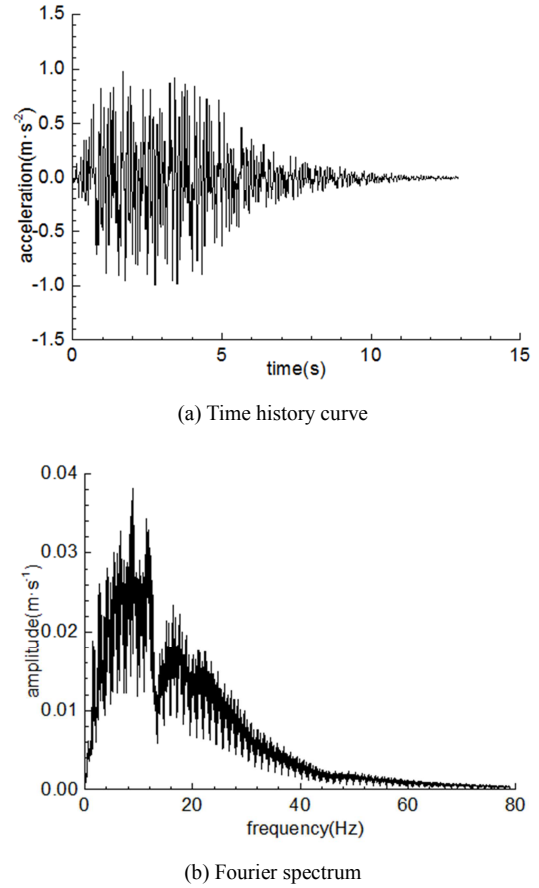 1.5
1.0
0.5
0.0
-0.5
-1.0
-1.5
acceleration(m·s⁻²)
0 5 10 15
time(s)
(a) Time history curve
0.04
0.03
0.02
0.01
0.00
amplitude(m·s⁻¹)
0 20 40 60 80
frequency(Hz)
(b) Fourier spectrum